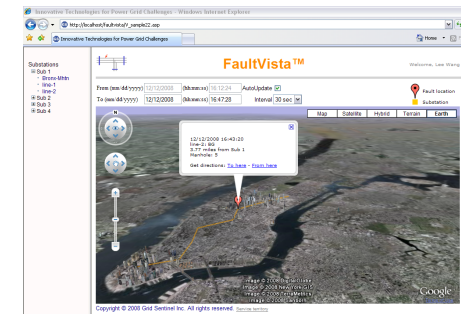 Innovative Technologies for Power Grid Challenges - Windows Internet Explorer
http://localhost/faultvista/V_sample22.asp
Innovative Technologies for Power Grid Challenges
Home
FaultVista™
Welcome, Lee Wang
Substations
Sub 1
Bronx-Mhtn
line-1
line-2
Sub 2
Sub 3
Sub 4
From (mm/dd/yyyy) 12/12/2008 (hh:mm:ss) 16:12:24 AutoUpdate
To (mm/dd/yyyy) 12/12/2008 (hh:mm:ss) 16:47:28 Interval 30 sec
Fault location
Substation
Map Satellite Hybrid Terrain Earth
N
12/12/2008 16:43:20
line-2: BG
3.77 miles from Sub 1
Manhole: 5
Get directions: To here - From here
Image © 2008 DigitalGlobe
Image © 2008 New York GIS
Image © 2008 TerraMetrics
Image © 2008 Sanborn
Google
Copyright © 2008 Grid Sentinel Inc. All rights reserved. Service territory